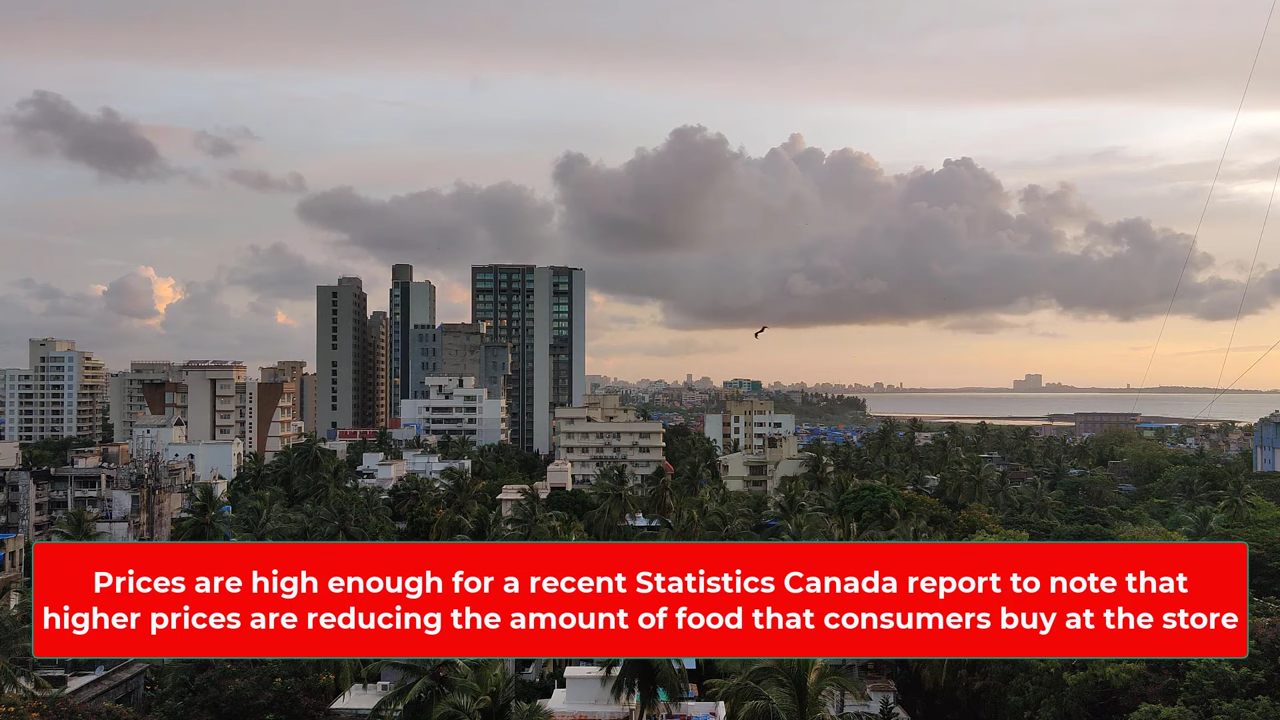 Prices are high enough for a recent Statistics Canada report to note that
higher prices are reducing the amount of food that consumers buy at the store